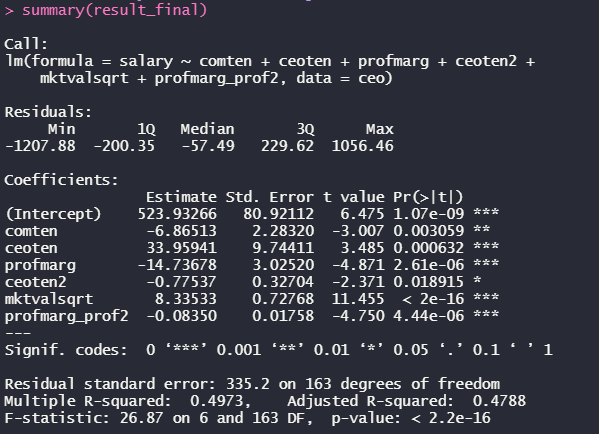 > summary(result_final)
Call:
lm(formula = salary ~ comten + ceoten + profmarg + ceoten2 +
    mktvalsqrt + profmarg_prof2, data = ceo)
Residuals:
     Min       1Q   Median       3Q      Max
-1207.88  -200.35   -57.49   229.62  1056.46
Coefficients:
                Estimate Std. Error t value Pr(>|t|)
(Intercept)    523.93266   80.92112   6.475 1.07e-09 ***
comten          -6.86513    2.28320  -3.007 0.003059 **
ceoten          33.95941    9.74411   3.485 0.000632 ***
profmarg       -14.73678    3.02520  -4.871 2.61e-06 ***
ceoten2         -0.77537    0.32704  -2.371 0.018915 *
mktvalsqrt       8.33533    0.72768  11.455  < 2e-16 ***
profmarg_prof2  -0.08350    0.01758  -4.750 4.44e-06 ***
---
Signif. codes:  0 ‘***’ 0.001 ‘**’ 0.01 ‘*’ 0.05 ‘.’ 0.1 ‘ ’ 1
Residual standard error: 335.2 on 163 degrees of freedom
Multiple R-squared:  0.4973,	Adjusted R-squared:  0.4788
F-statistic: 26.87 on 6 and 163 DF,  p-value: < 2.2e-16